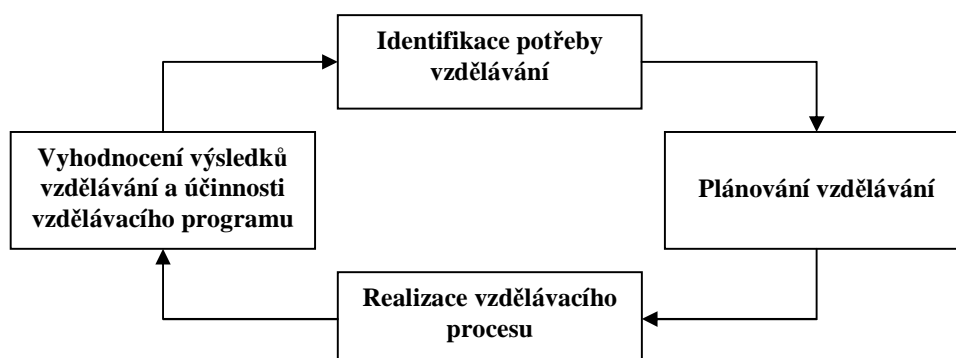 Identifikace potřeby
vzdělávání
Vyhodnocení výsledků
vzdělávání a účinnosti
vzdělávacího programu
Plánování vzdělávání
Realizace vzdělávacího
procesu